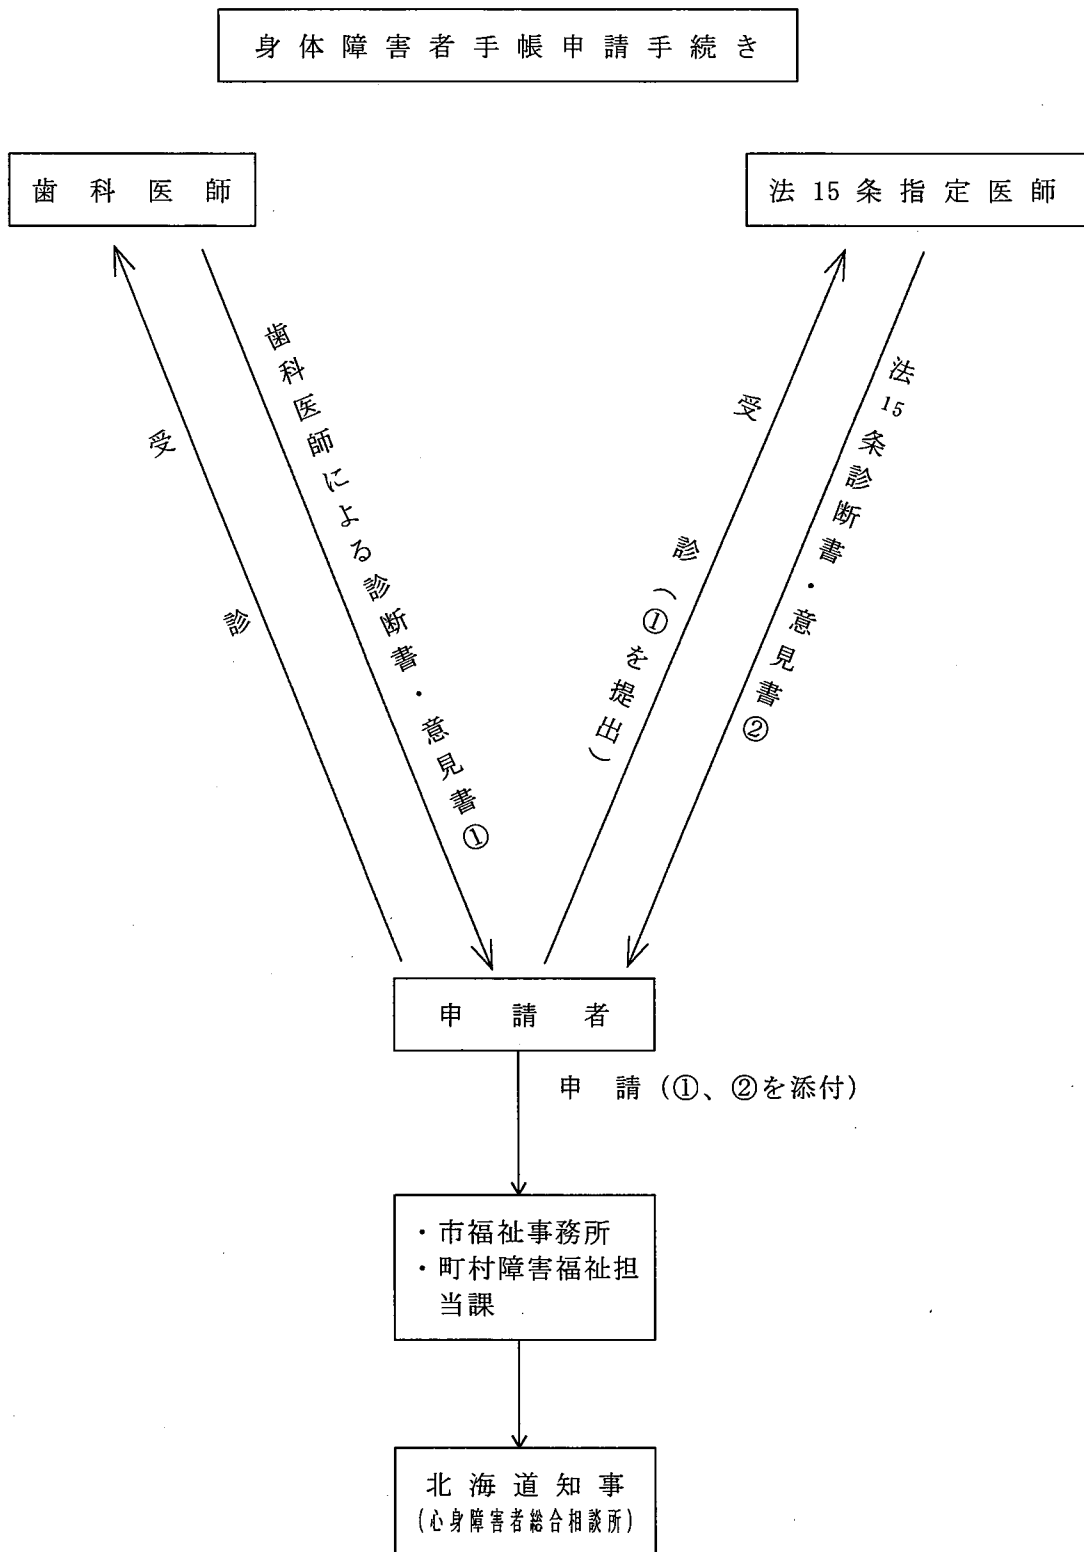 身体障害者手帳申請手続き
歯科医師
法15条指定医師
受診
歯科医師による診断書・意見書①
受診(①を提出)
法15条診断書・意見書②
申請者
申請(①、②を添付)
・市福祉事務所
・町村障害福祉担
当課
北海道知事
(心身障害者総合相談所)